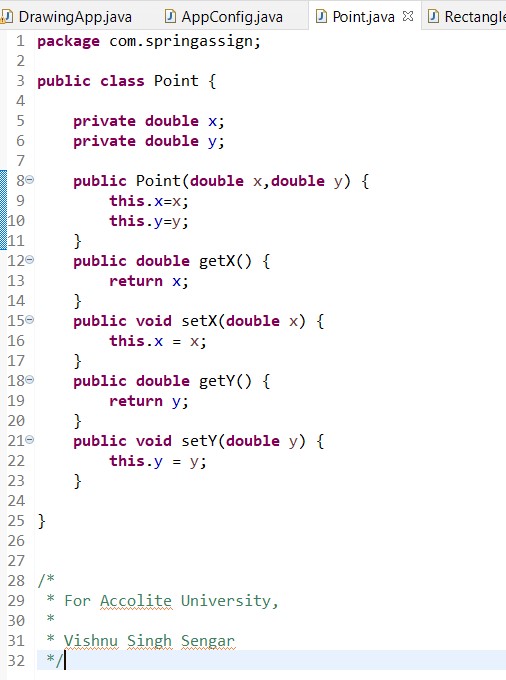 DrawingApp.java AppConfig.java Point.java Rectangle
1 package com.springassign;
2
3 public class Point {
4
5     private double x;
6     private double y;
7
8     public Point(double x,double y) {
9         this.x=x;
10         this.y=y;
11     }
12     public double getX() {
13         return x;
14     }
15     public void setX(double x) {
16         this.x = x;
17     }
18     public double getY() {
19         return y;
20     }
21     public void setY(double y) {
22         this.y = y;
23     }
24
25 }
26
27
28 /*
29  * For Accolite University,
30  *
31  * Vishnu Singh Sengar
32  */